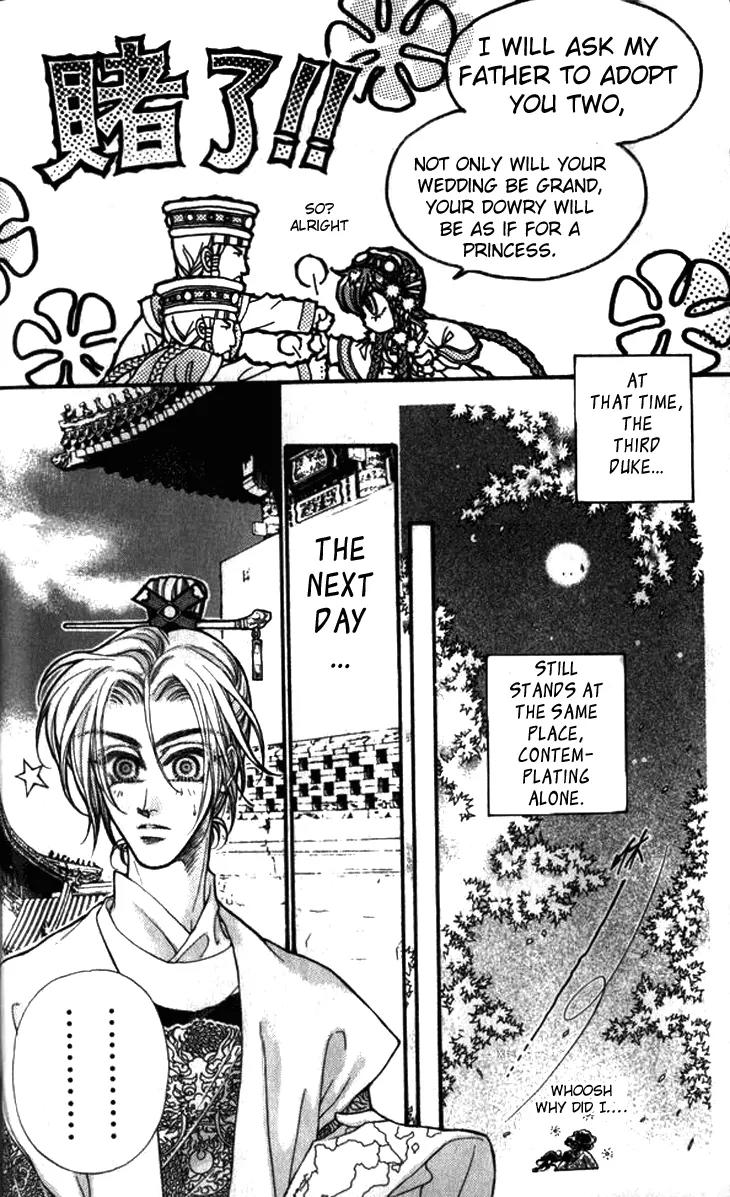 賭了!!
I WILL ASK MY
FATHER TO ADOPT
YOU TWO,
NOT ONLY WILL YOUR
WEDDING BE GRAND,
YOUR DOWRY WILL
BE AS IF FOR A
PRINCESS.
SO?
ALRIGHT
AT
THAT TIME,
THE
THIRD
DUKE...
STILL
STANDS AT
THE SAME
PLACE,
CONTEM-
PLATING
ALONE.
WHOOSH
WHY DID I....
THE
NEXT
DAY
...